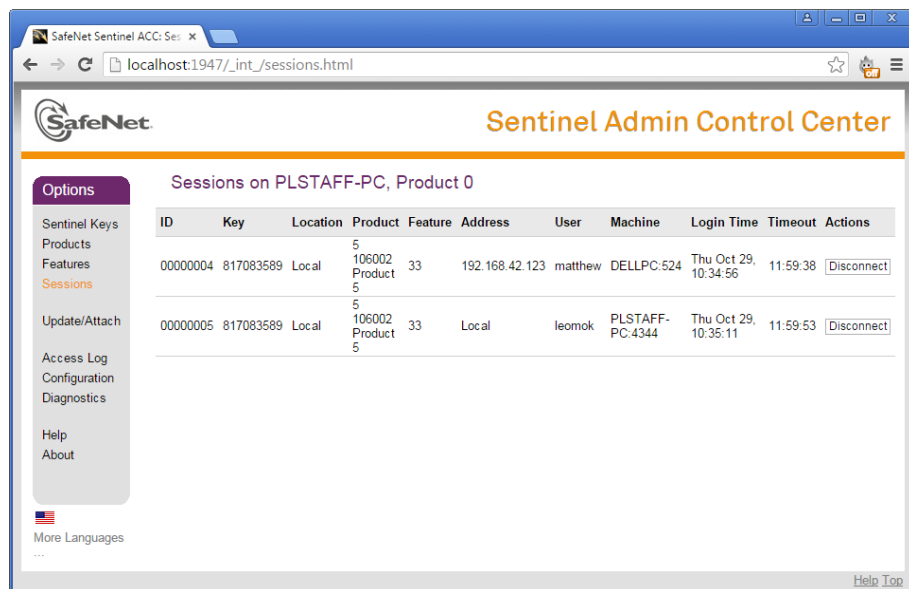 SafeNet Sentinel ACC: Ses
localhost:1947/_int_/sessions.html
off
SafeNet.
Sentinel Admin Control Center
Options
Sentinel Keys
Products
Features
Sessions
Update/Attach
Access Log
Configuration
Diagnostics
Help
About
More Languages
...
Sessions on PLSTAFF-PC, Product 0
ID Key Location Product Feature Address User Machine Login Time Timeout Actions
00000004 817083589 Local 5 106002 Product 5 33 192.168.42.123 matthew DELLPC:524 Thu Oct 29, 10:34:56 11:59:38 Disconnect
00000005 817083589 Local 5 106002 Product 5 33 Local leomok PLSTAFF-PC:4344 Thu Oct 29, 10:35:11 11:59:53 Disconnect
Help Top